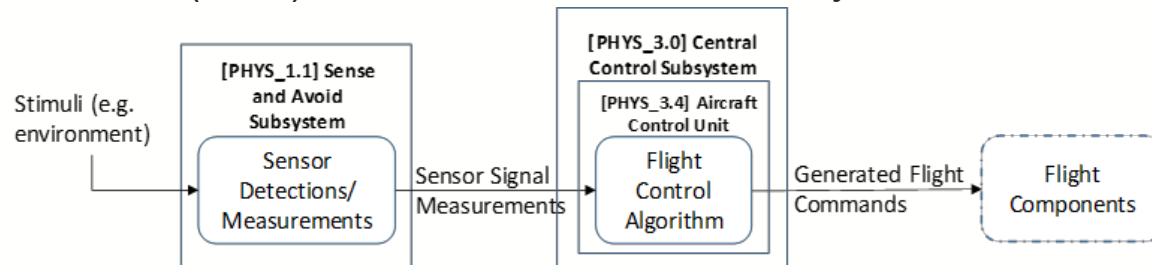 Stimuli (e.g.
environment)
[PHYS_1.1] Sense
and Avoid
Subsystem
Sensor
Detections/
Measurements
Sensor Signal
Measurements
[PHYS_3.0] Central
Control Subsystem
[PHYS_3.4] Aircraft
Control Unit
Flight
Control
Algorithm
Generated Flight
Commands
Flight
Components